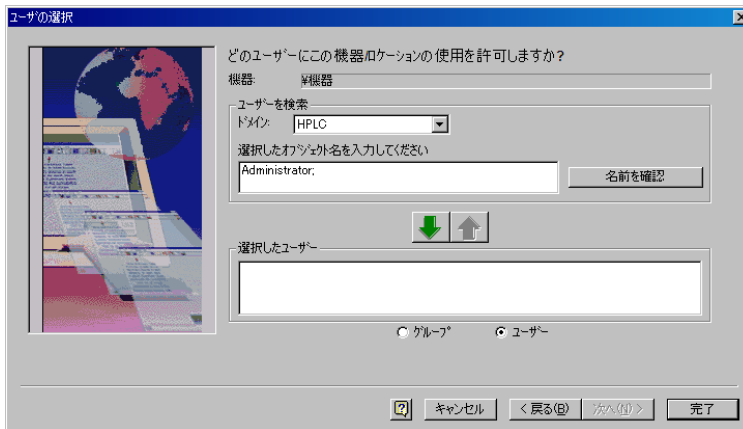 ユーザの選択
どのユーザーにこの機器/ロケーションの使用を許可しますか?
機器: ¥機器
ユーザーを検索
ドメイン: HPLC
選択したオブジェクト名を入力してください
Administrator;
名前を確認
選択したユーザー
グループ ユーザー
キャンセル <戻る(B) 次へ(N)> 完了